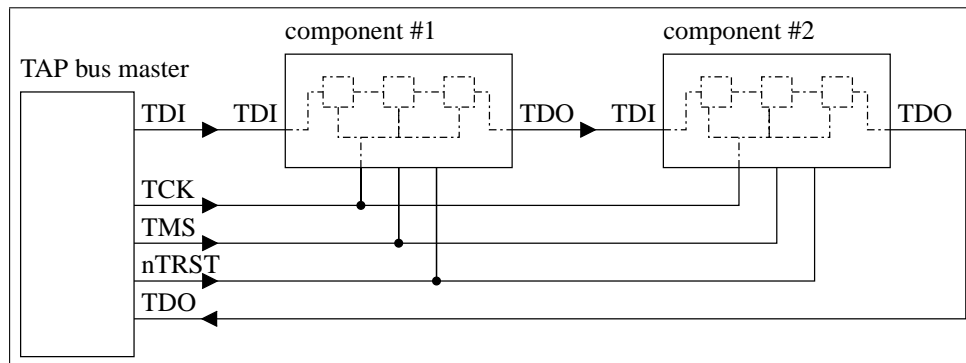 component #1
component #2
TAP bus master
TDI
TDI
TDO
TDI
TDO
TCK
TMS
nTRST
TDO